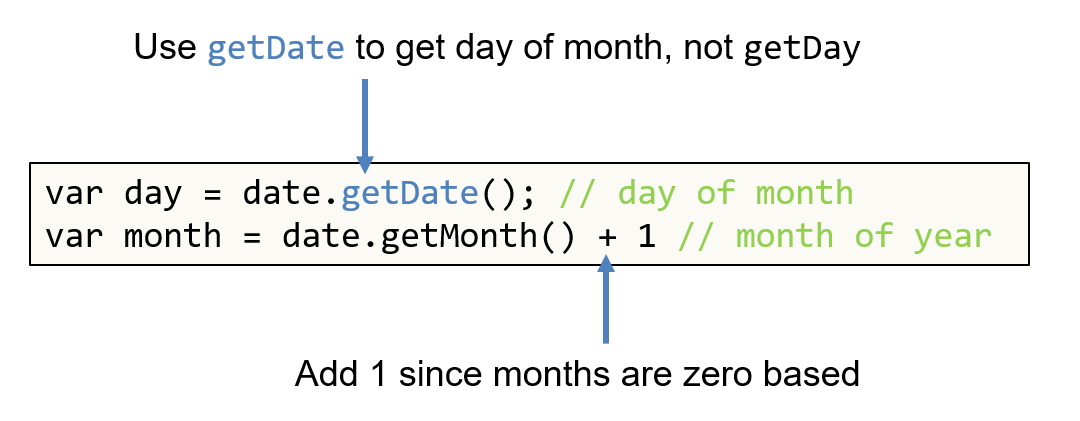 Use getDate to get day of month, not getDay
var day = date.getDate(); // day of month
var month = date.getMonth() + 1 // month of year
Add 1 since months are zero based